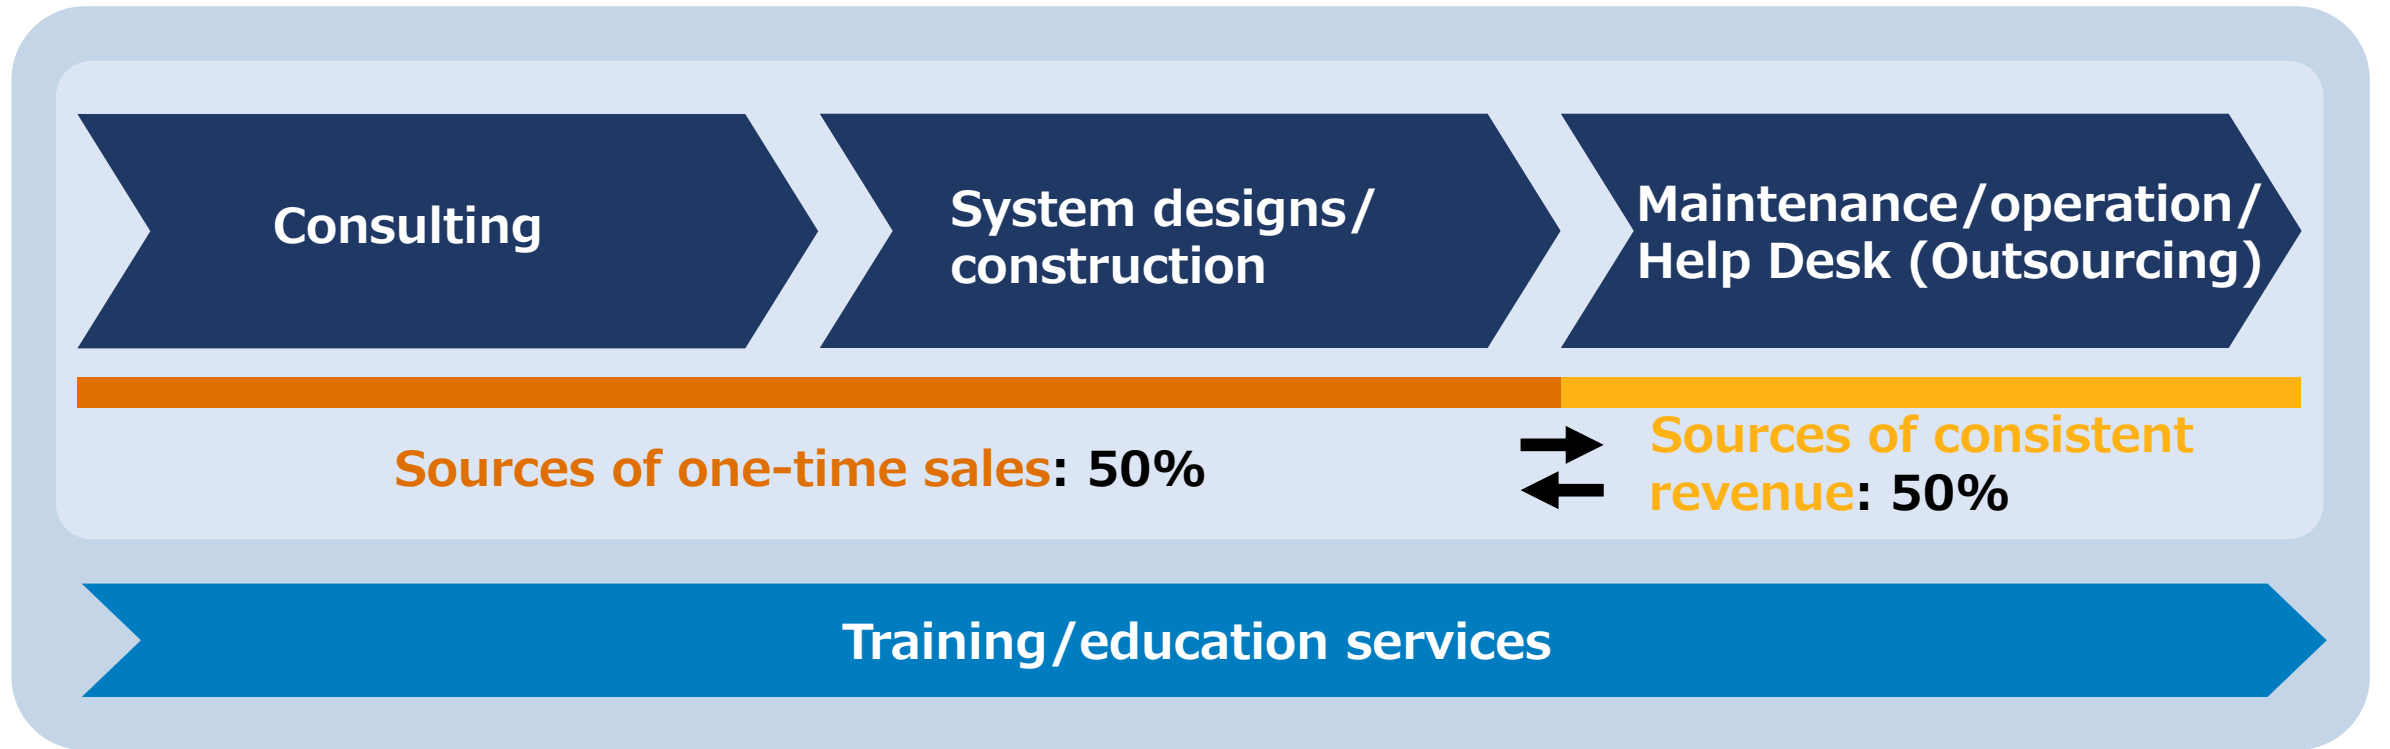 Consulting
System designs/
construction
Maintenance/operation/
Help Desk (Outsourcing)
Sources of one-time sales: 50%
Sources of consistent
revenue: 50%
Training/education services